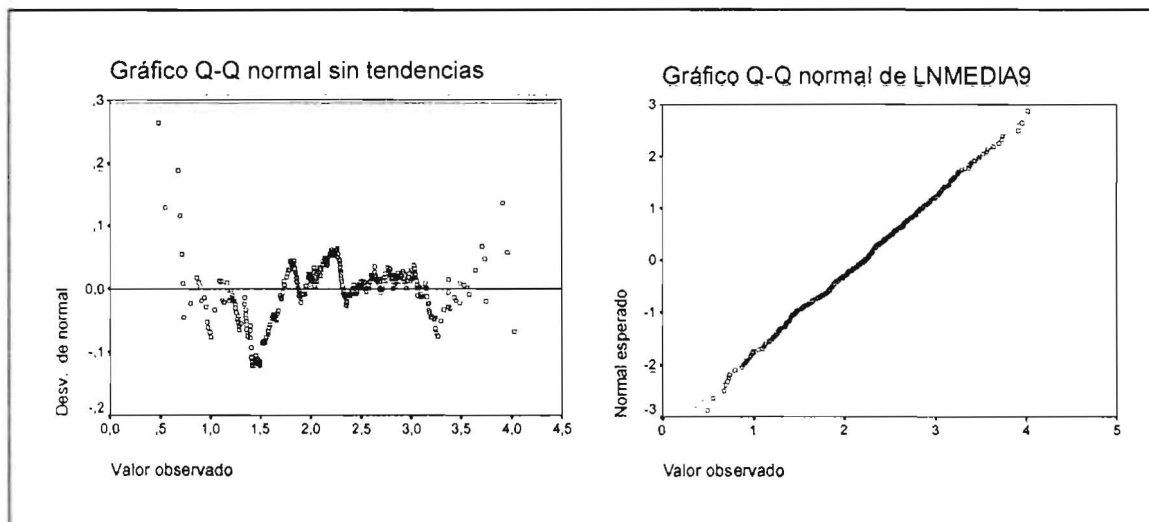 Gráfico Q-Q normal sin tendencias
,3
,2
,1
0,0
-,1
-,2
Desv. de normal
0,0 ,5 1,0 1,5 2,0 2,5 3,0 3,5 4,0 4,5
Valor observado
Gráfico Q-Q normal de LNMEDIA9
3
2
1
0
-1
-2
-3
Normal esperado
0 1 2 3 4 5
Valor observado